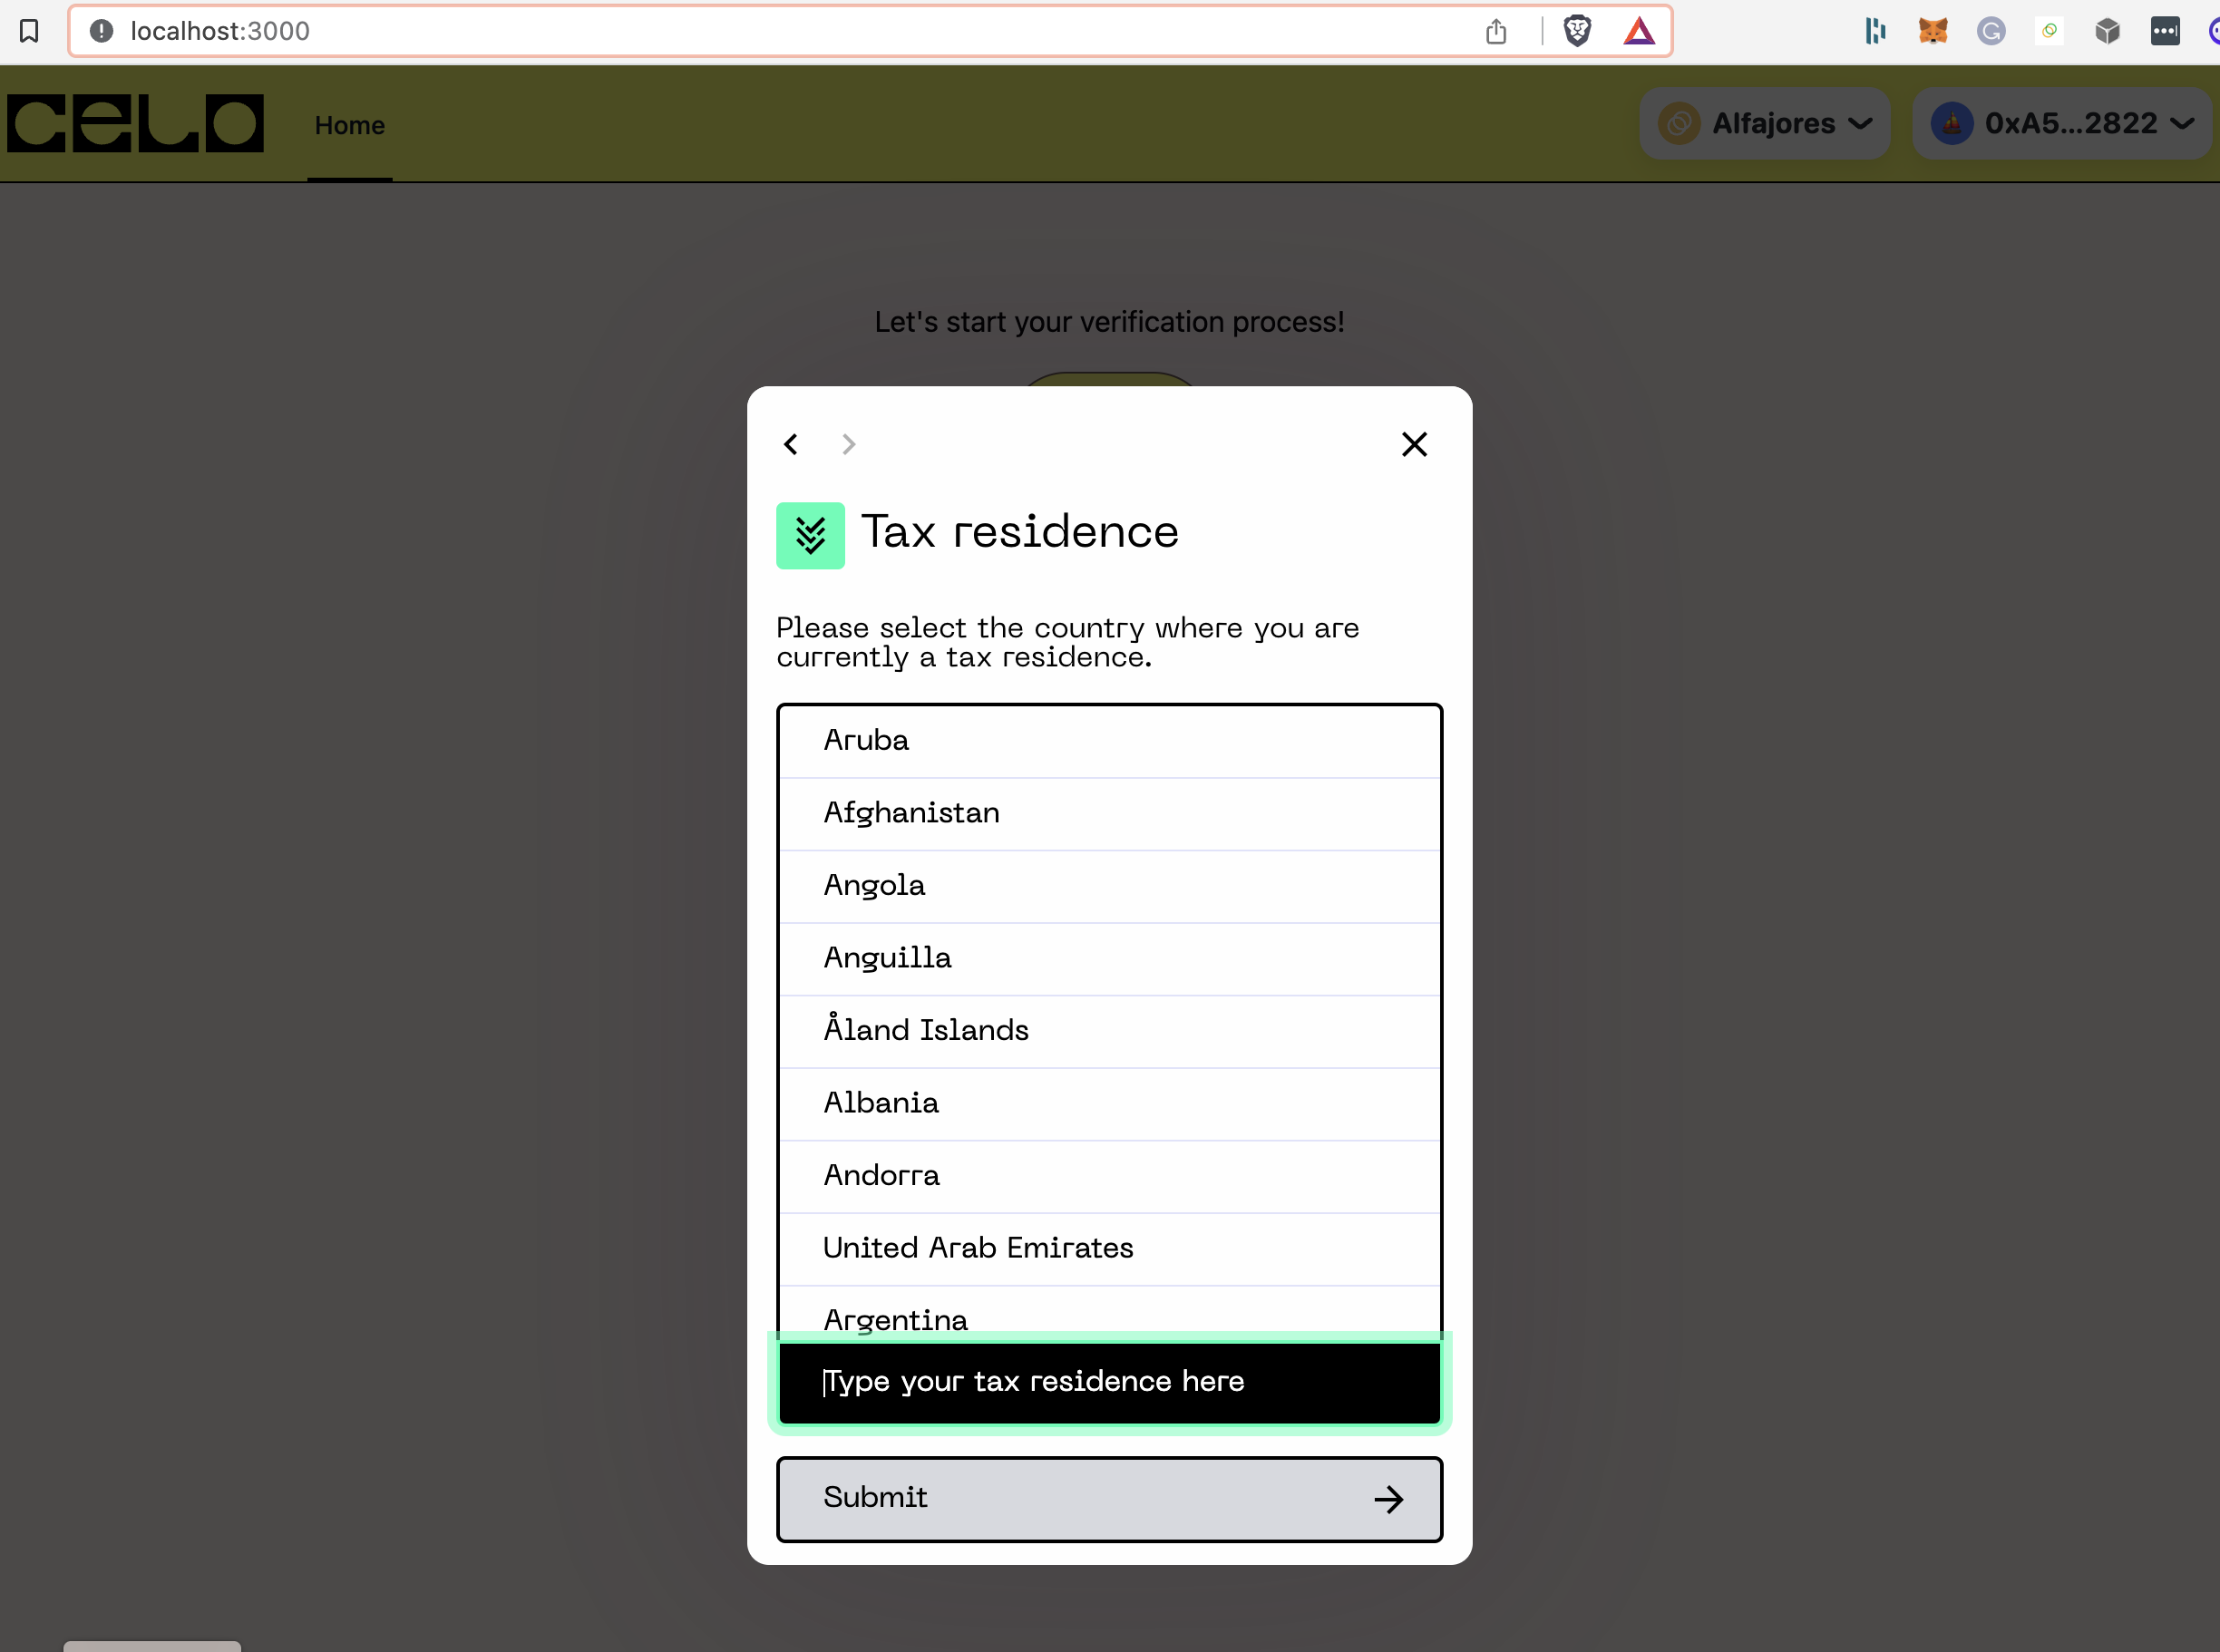 localhost:3000
CELO
Home
Alfajores
0xA5...2822
Let's start your verification process!
Tax residence
Please select the country where you are
currently a tax residence.
Aruba
Afghanistan
Angola
Anguilla
Åland Islands
Albania
Andorra
United Arab Emirates
Argentina
Type your tax residence here
Submit